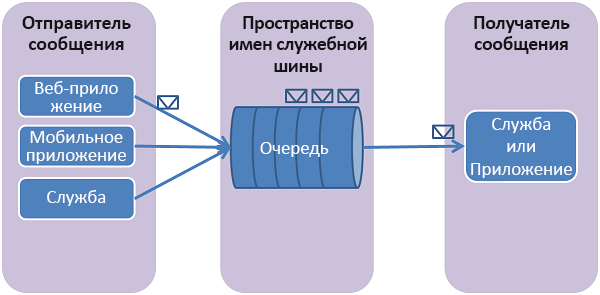 Отправитель
сообщения
Веб-прило
жение
Мобильное
приложение
Служба
Пространство
имен служебной
шины
Очередь
Получатель
сообщения
Служба
или
Приложение